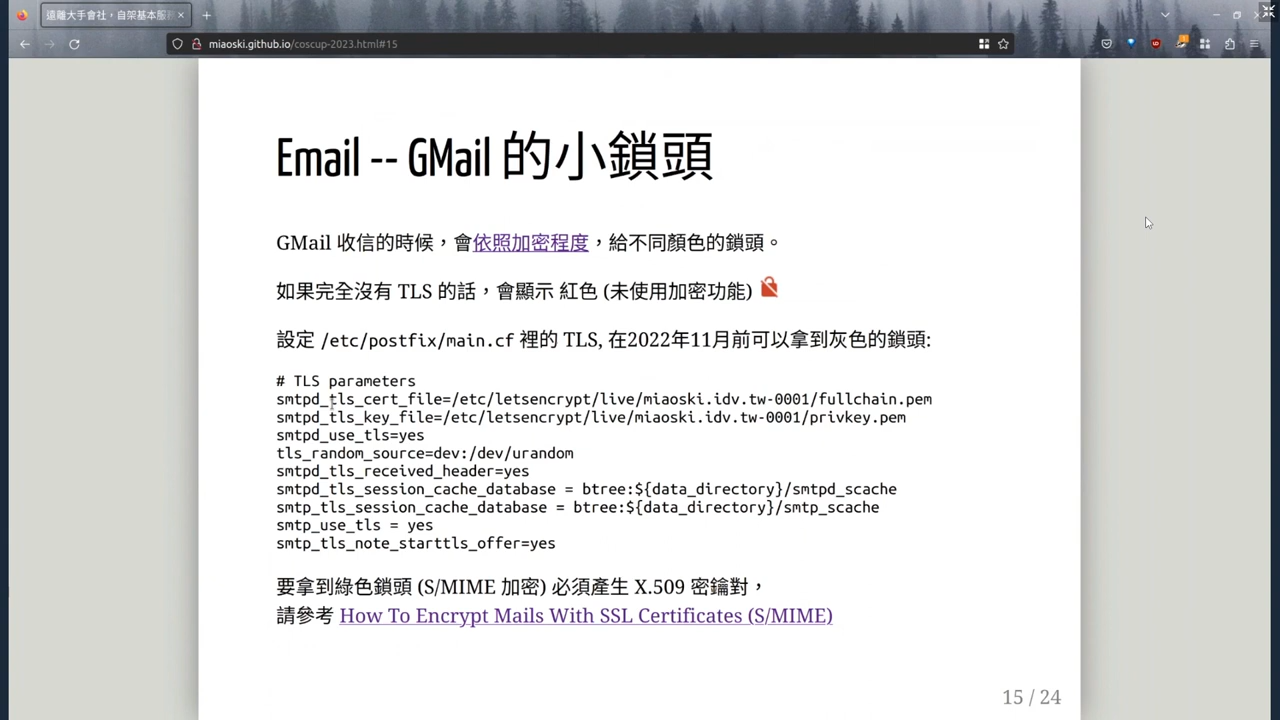 遠離大手會社，自架基本服務
miaoski.github.io/coscup-2023.html#15
Email -- GMail 的小鎖頭
GMail 收信的時候，會依照加密程度，給不同顏色的鎖頭。
如果完全沒有 TLS 的話，會顯示 紅色 (未使用加密功能)
設定 /etc/postfix/main.cf 裡的 TLS, 在2022年11月前可以拿到灰色的鎖頭:
# TLS parameters
smtpd_tls_cert_file=/etc/letsencrypt/live/miaoski.idv.tw-0001/fullchain.pem
smtpd_tls_key_file=/etc/letsencrypt/live/miaoski.idv.tw-0001/privkey.pem
smtpd_use_tls=yes
tls_random_source=dev:/dev/urandom
smtpd_tls_received_header=yes
smtpd_tls_session_cache_database = btree:${data_directory}/smtpd_scache
smtp_tls_session_cache_database = btree:${data_directory}/smtp_scache
smtp_use_tls = yes
smtp_tls_note_starttls_offer=yes
要拿到綠色鎖頭 (S/MIME 加密) 必須產生 X.509 密鑰對，
請參考 How To Encrypt Mails With SSL Certificates (S/MIME)
15 / 24